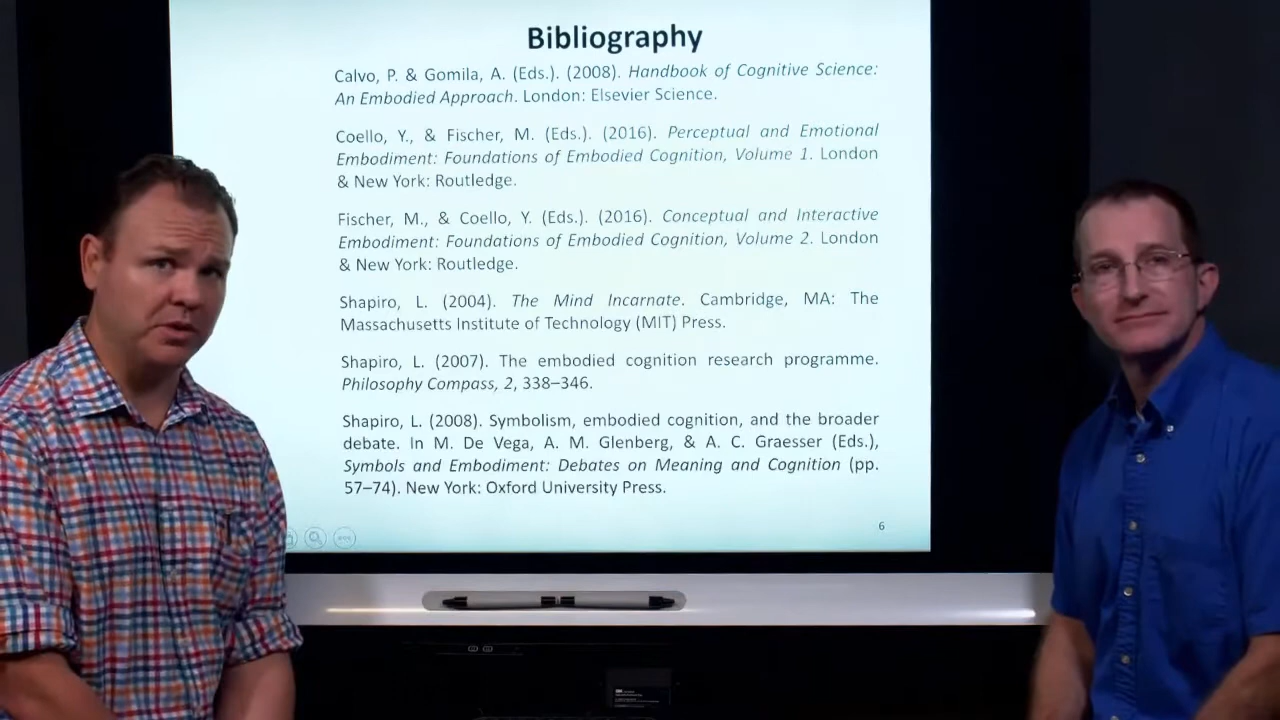 Bibliography
Calvo, P. & Gomila, A. (Eds.). (2008). Handbook of Cognitive Science:
An Embodied Approach. London: Elsevier Science.
Coello, Y., & Fischer, M. (Eds.). (2016). Perceptual and Emotional
Embodiment: Foundations of Embodied Cognition, Volume 1. London
& New York: Routledge.
Fischer, M., & Coello, Y. (Eds.). (2016). Conceptual and Interactive
Embodiment: Foundations of Embodied Cognition, Volume 2. London
& New York: Routledge.
Shapiro, L. (2004). The Mind Incarnate. Cambridge, MA: The
Massachusetts Institute of Technology (MIT) Press.
Shapiro, L. (2007). The embodied cognition research programme.
Philosophy Compass, 2, 338–346.
Shapiro, L. (2008). Symbolism, embodied cognition, and the broader
debate. In M. De Vega, A. M. Glenberg, & A. C. Graesser (Eds.),
Symbols and Embodiment: Debates on Meaning and Cognition (pp.
57–74). New York: Oxford University Press.
6